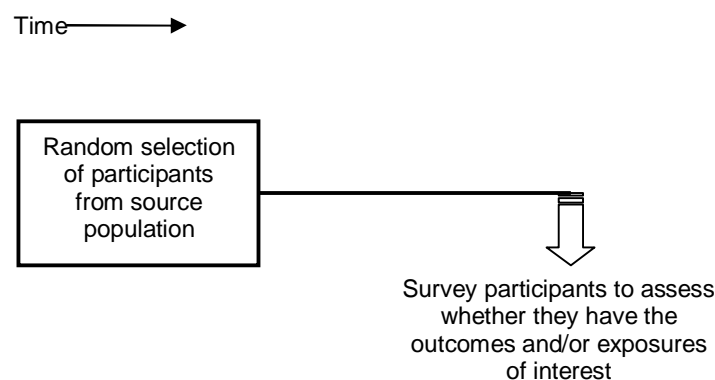 Time
Random selection
of participants
from source
population
Survey participants to assess
whether they have the
outcomes and/or exposures
of interest